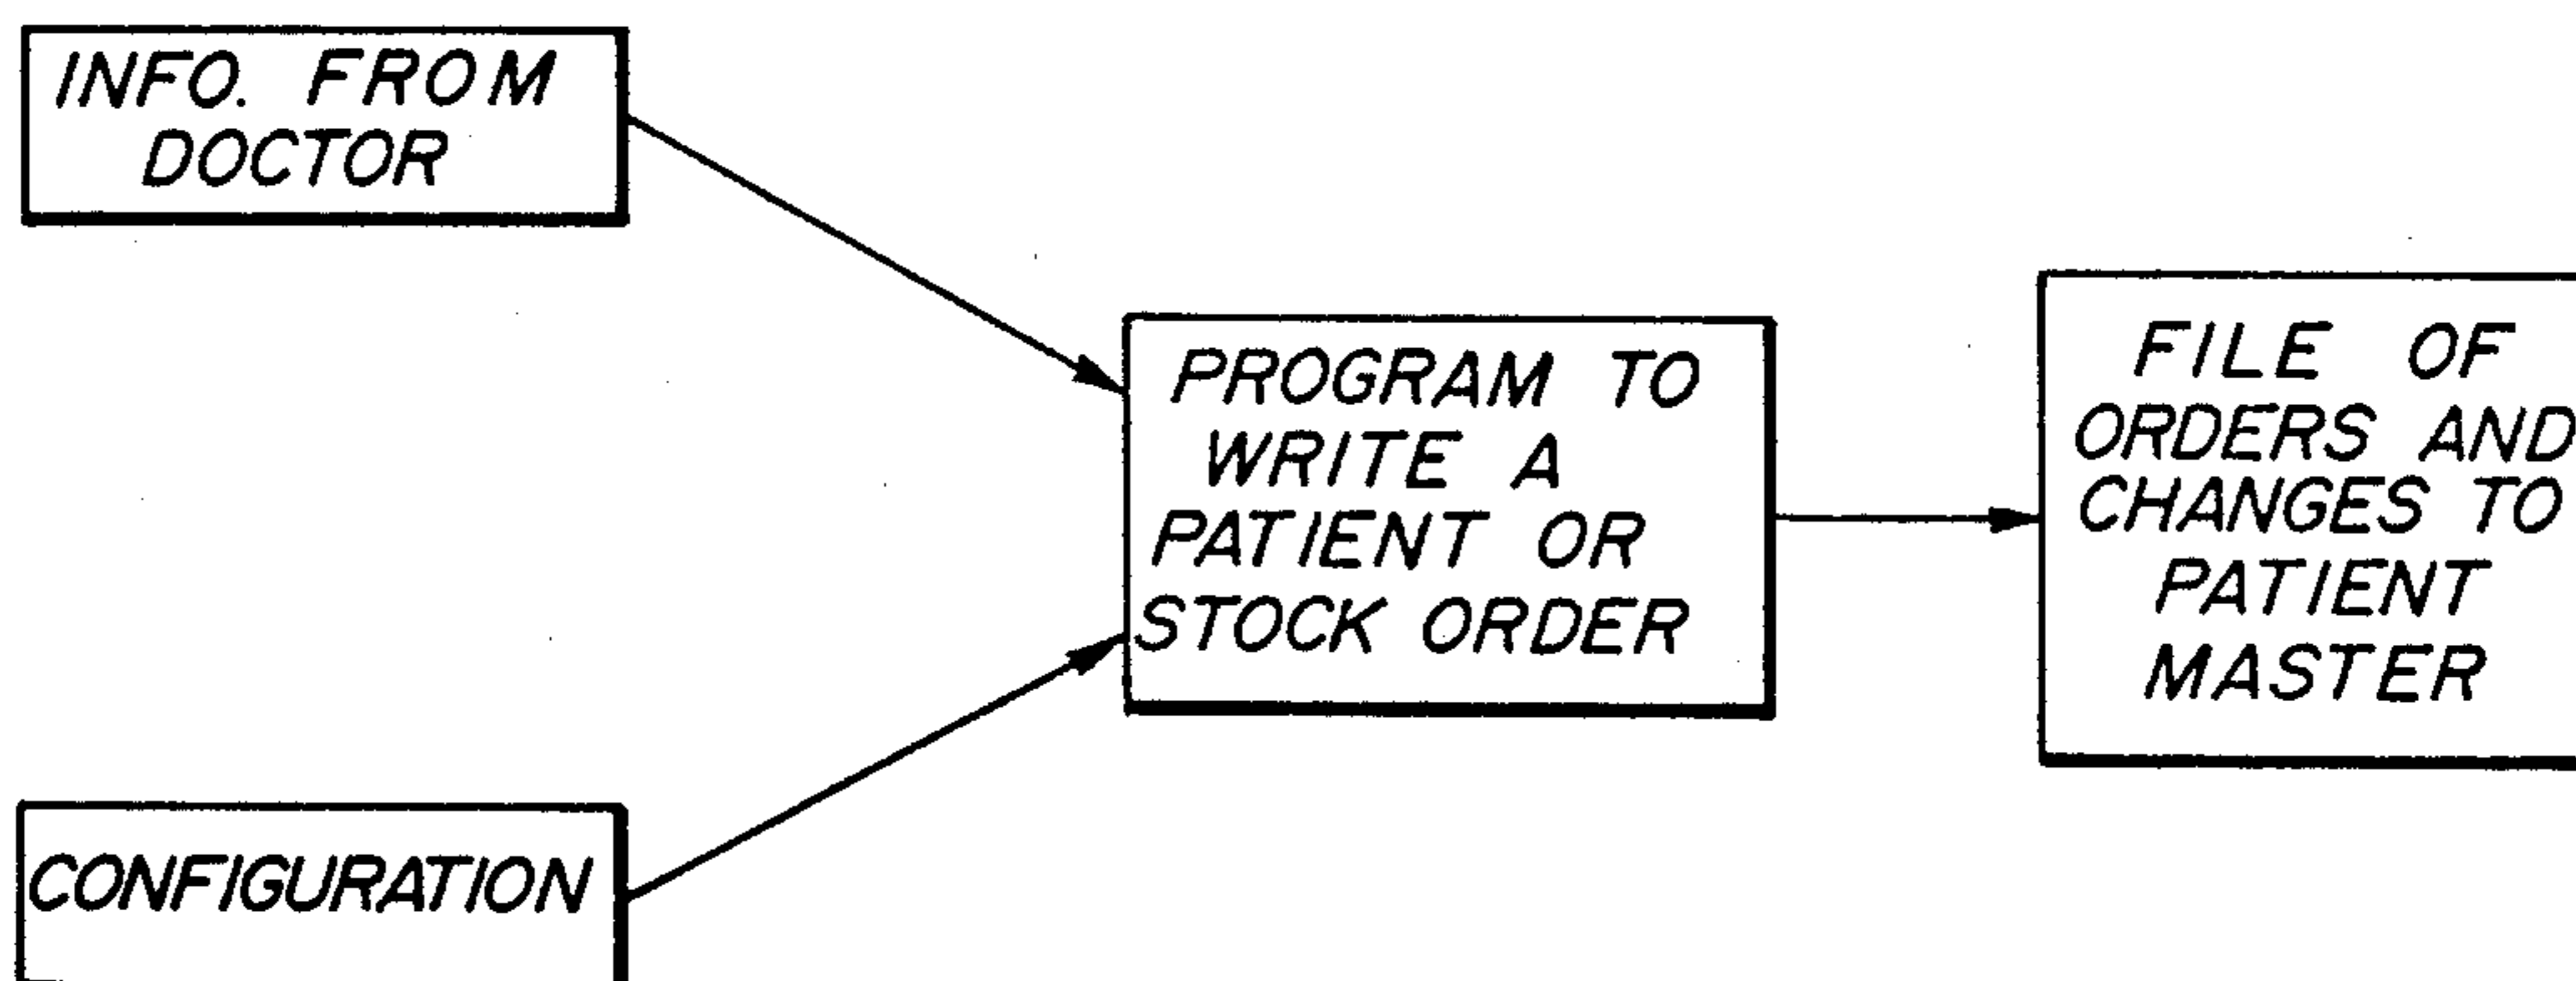 INFO. FROM
DOCTOR
PROGRAM TO
WRITE A
PATIENT OR
STOCK ORDER
FILE OF
ORDERS AND
CHANGES TO
PATIENT
MASTER
CONFIGURATION